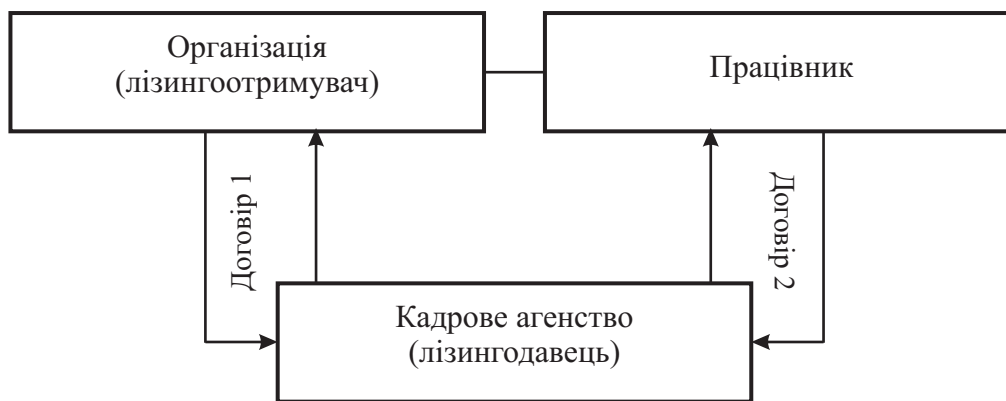 Організація
(лізингоотримувач)
Працівник
Договір 1
Договір 2
Кадрове агенство
(лізингодавець)